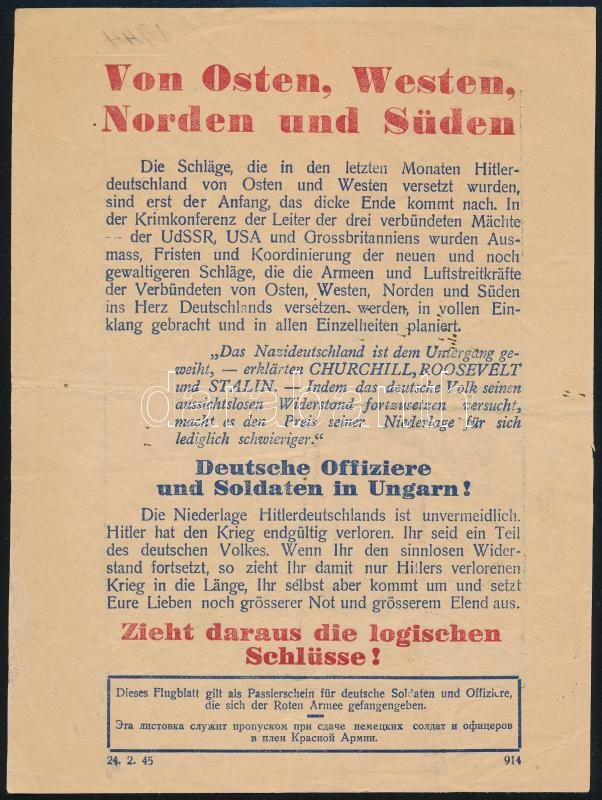 1944
Von Osten, Westen,
Norden und Süden
Die Schläge, die in den letzten Monaten Hitler-
deutschland von Osten und Westen versetzt wurden,
sind erst der Anfang, das dicke Ende kommt nach. In
der Krimkonferenz der Leiter der drei verbündeten Mächte
— der UdSSR, USA und Grossbritanniens wurden Aus-
mass, Fristen und Koordinierung der neuen und noch
gewaltigeren Schläge, die die Armeen und Luftstreitkräfte
der Verbündeten von Osten, Westen, Norden und Süden
ins Herz Deutschlands versetzen werden, in vollen Ein-
klang gebracht und in allen Einzelheiten planiert.
„Das Nazideutschland ist dem Untergang ge-
weiht, — erklärten CHURCHILL, ROOSEVELT
und STALIN. — Indem das deutsche Volk seinen
aussichtslosen Widerstand fortzusetzen versucht,
macht es den Preis seiner Niederlage für sich
lediglich schwieriger.“
darabanth
Deutsche Offiziere
und Soldaten in Ungarn!
Die Niederlage Hitlerdeutschlands ist unvermeidlich.
Hitler hat den Krieg endgültig verloren. Ihr seid ein Teil
des deutschen Volkes. Wenn Ihr den sinnlosen Wider-
stand fortsetzt, so zieht Ihr damit nur Hitlers verlorenen
Krieg in die Länge, Ihr selbst aber kommt um und setzt
Eure Lieben noch grösserer Not und grösserem Elend aus.
Zieht daraus die logischen
Schlüsse!
Dieses Flugblatt gilt als Passierschein für deutsche Soldaten und Offiziere,
die sich der Roten Armee gefangengeben.
Эта листовка служит пропуском при сдаче немецких солдат и офицеров
в плен Красной Армии.
24. 2. 45 914